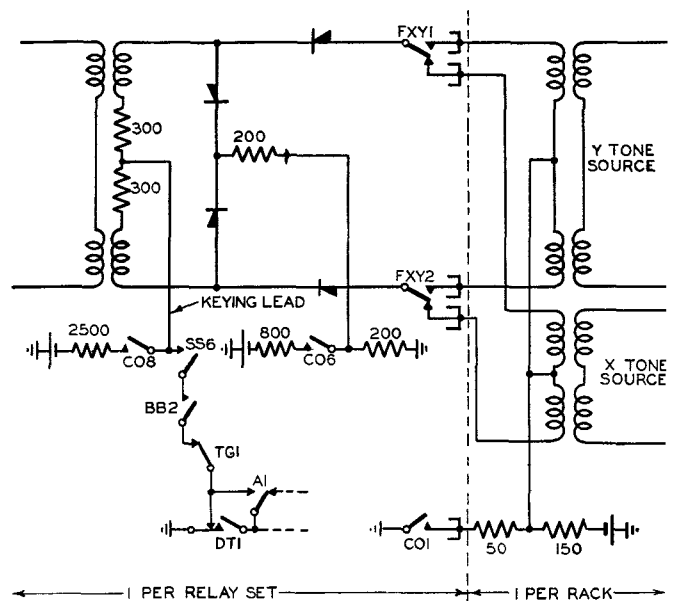 FXY1
300
200
300
Y TONE
SOURCE
FXY2
KEYING LEAD
2500
CO8
SS6
800
CO6
200
X TONE
SOURCE
BB2
TG1
A1
DT1
CO1
50
150
1 PER RELAY SET
1 PER RACK